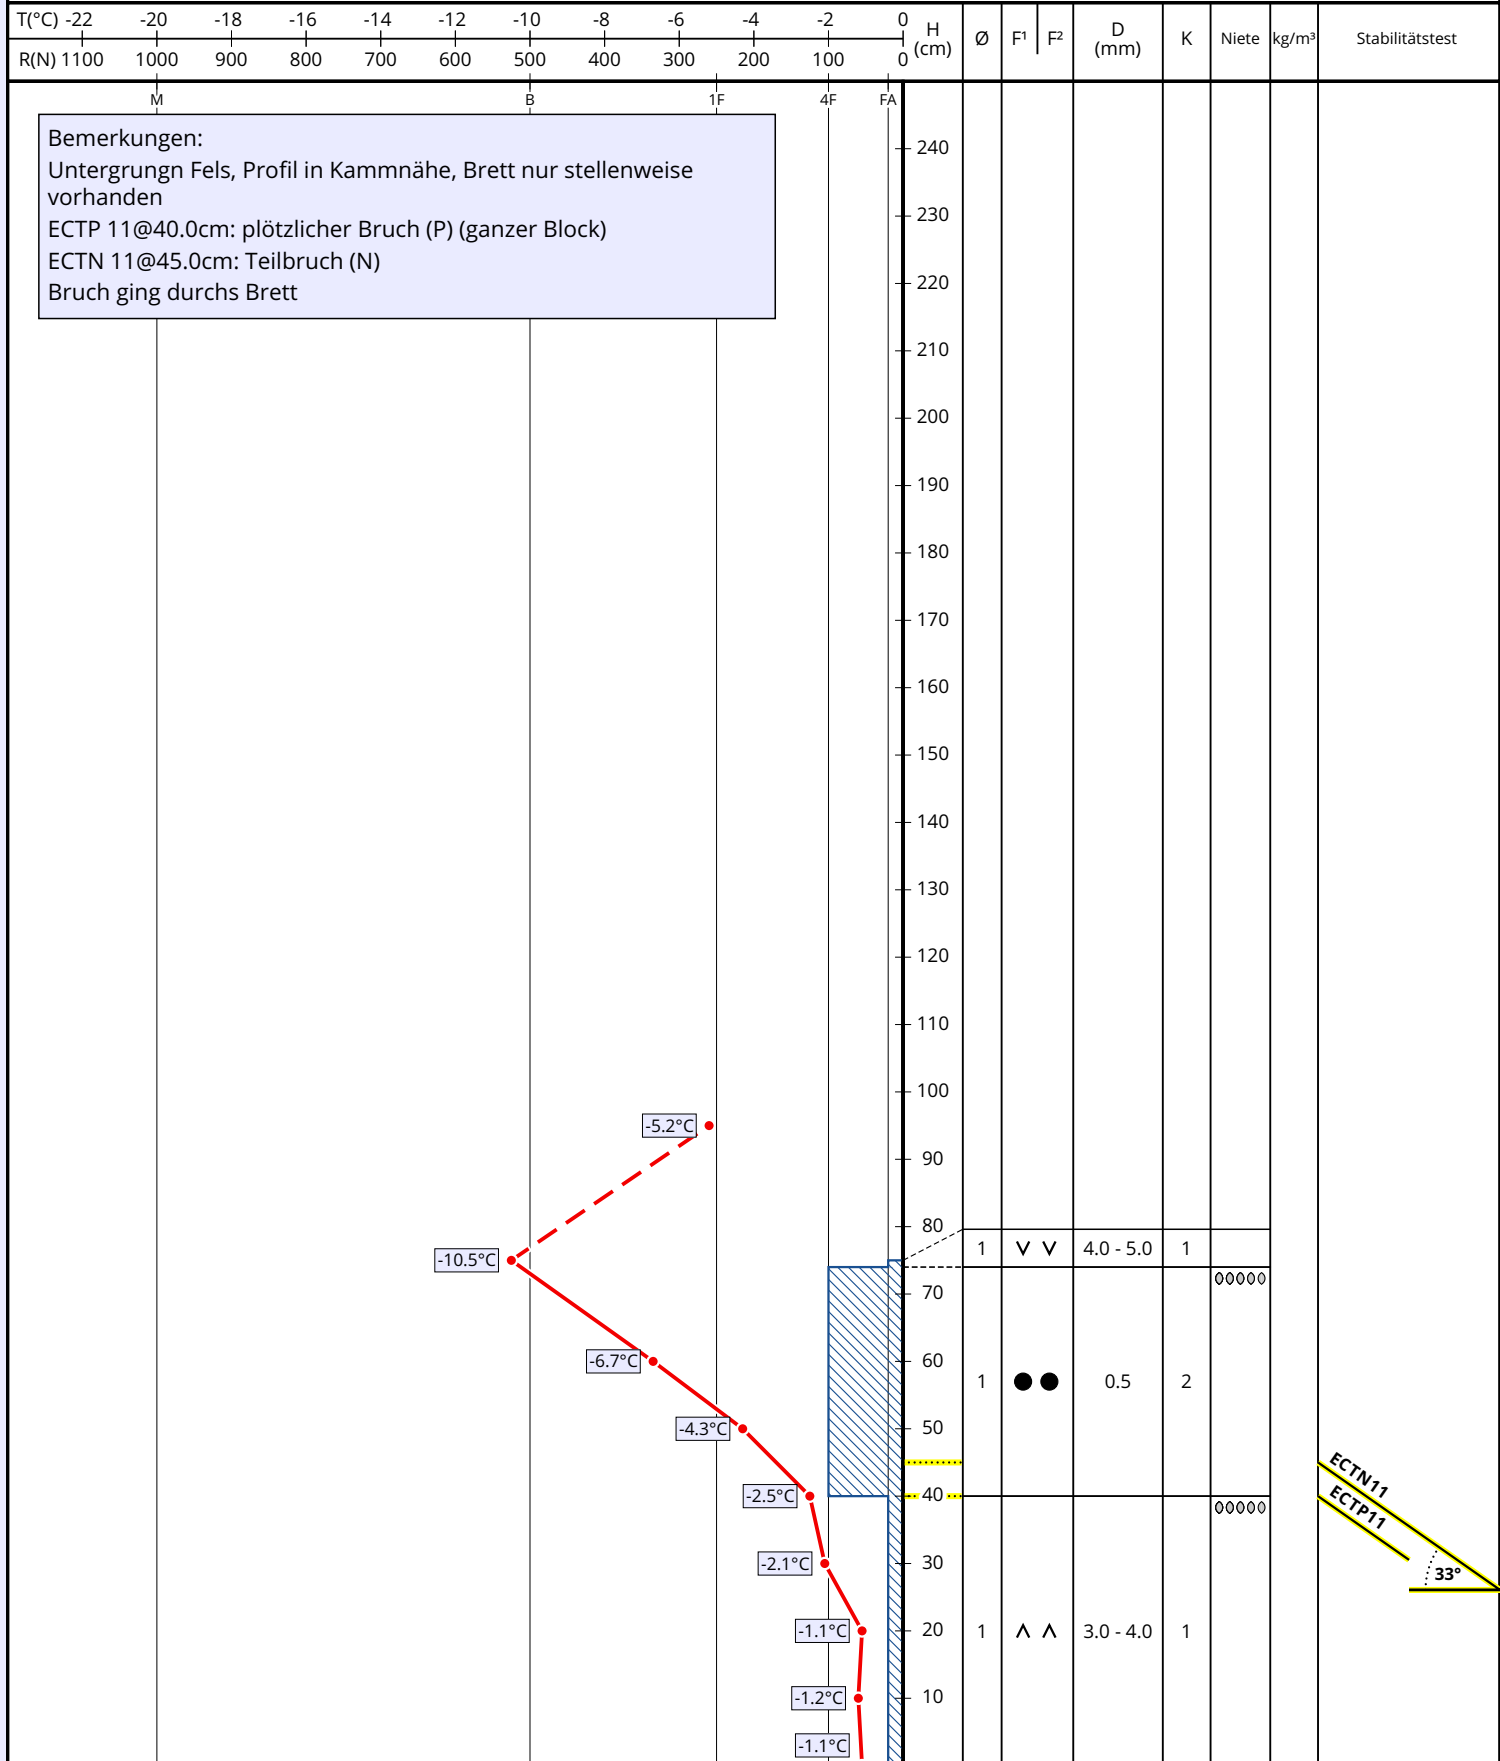 T(°C) -22 -20 -18 -16 -14 -12 -10 -8 -6 -4 -2 0
R(N) 1100 1000 900 800 700 600 500 400 300 200 100 0
H (cm) Ø F¹ F² D (mm) K Niete kg/m³ Stabilitätstest
M B 1F 4F FA
Bemerkungen:
Untergrungn Fels, Profil in Kammnähe, Brett nur stellenweise
vorhanden
ECTP 11@40.0cm: plötzlicher Bruch (P) (ganzer Block)
ECTN 11@45.0cm: Teilbruch (N)
Bruch ging durchs Brett
240
230
220
210
200
190
180
170
160
150
140
130
120
110
100
-5.2°C
90
80
1 4.0 - 5.0 1
-10.5°C
70
-6.7°C 60
1 0.5 2
-4.3°C 50
ECTN11
-2.5°C 40
ECTP11
-2.1°C 30
33°
-1.1°C 20 1 3.0 - 4.0 1
-1.2°C 10
-1.1°C